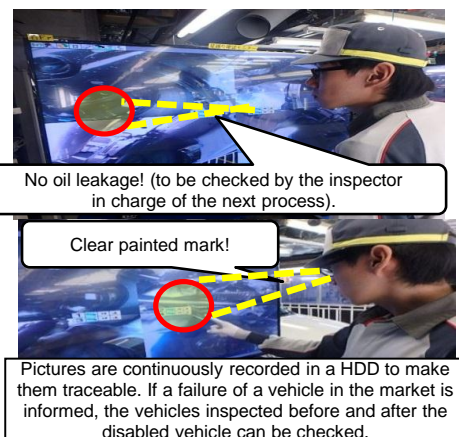 No oil leakage! (to be checked by the inspector
in charge of the next process).
Clear painted mark!
Pictures are continuously recorded in a HDD to make
them traceable. If a failure of a vehicle in the market is
informed, the vehicles inspected before and after the
disabled vehicle can be checked.